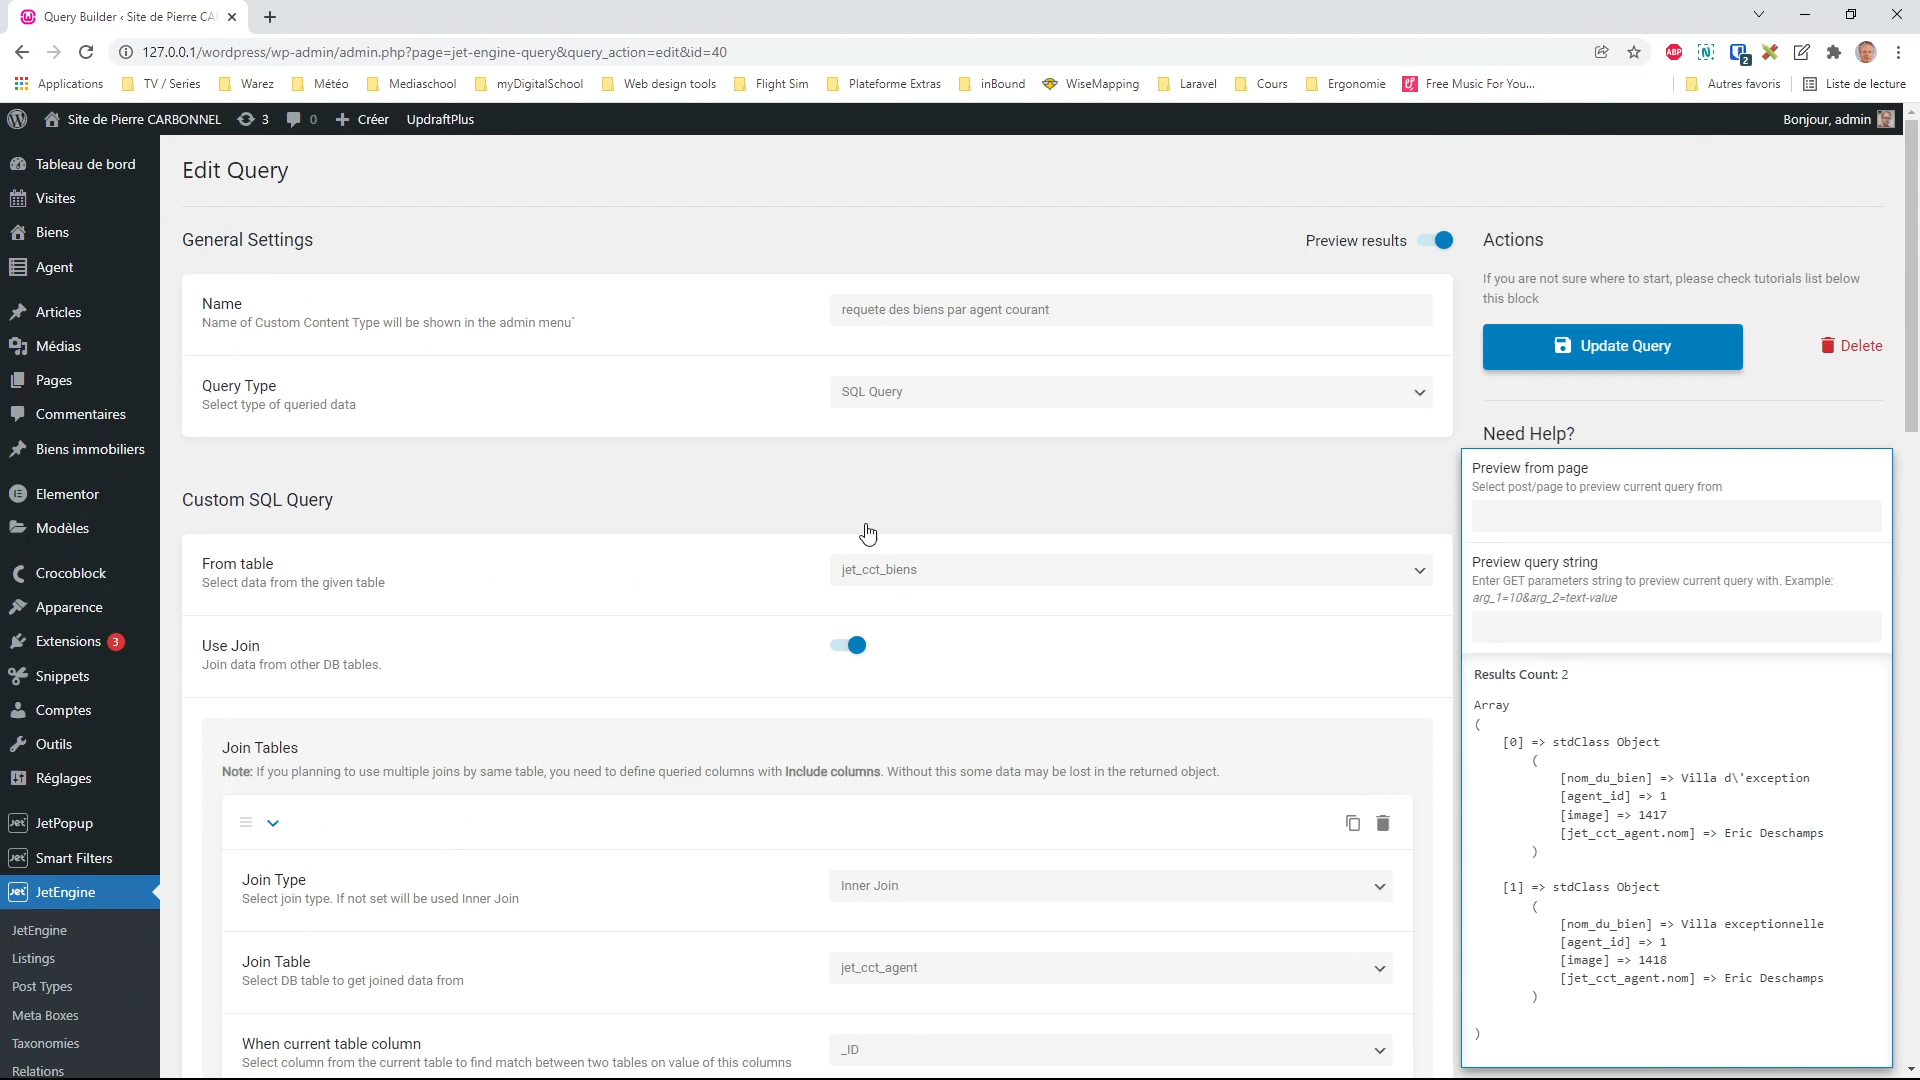 Query Builder ‹ Site de Pierre CA
127.0.0.1/wordpress/wp-admin/admin.php?page=jet-engine-query&query_action=edit&id=40
ABP
2
Applications
TV / Series
Warez
Météo
Mediaschool
myDigitalSchool
Web design tools
Flight Sim
Plateforme Extras
inBound
WiseMapping
Laravel
Cours
Ergonomie
Free Music For You...
Autres favoris
Liste de lecture
Site de Pierre CARBONNEL
3
0
Créer
UpdraftPlus
Bonjour, admin
Tableau de bord
Visites
Biens
Agent
Articles
Médias
Pages
Commentaires
Biens immobiliers
Elementor
Modèles
Crocoblock
Apparence
Extensions 3
Snippets
Comptes
Outils
Réglages
JetPopup
Smart Filters
JetEngine
JetEngine
Listings
Post Types
Meta Boxes
Taxonomies
Relations
Edit Query
General Settings
Preview results
Name
Name of Custom Content Type will be shown in the admin menu`
requete des biens par agent courant
Query Type
Select type of queried data
SQL Query
Custom SQL Query
From table
Select data from the given table
jet_cct_biens
Use Join
Join data from other DB tables.
Join Tables
Note: If you planning to use multiple joins by same table, you need to define queried columns with Include columns. Without this some data may be lost in the returned object.
Join Type
Select join type. If not set will be used Inner Join
Inner Join
Join Table
Select DB table to get joined data from
jet_cct_agent
When current table column
Select column from the current table to find match between two tables on value of this columns
_ID
Actions
If you are not sure where to start, please check tutorials list below
this block
Update Query
Delete
Need Help?
Preview from page
Select post/page to preview current query from
Preview query string
Enter GET parameters string to preview current query with. Example:
arg_1=10&arg_2=text-value
Results Count: 2
Array
(
[0] => stdClass Object
(
[nom_du_bien] => Villa d\'exception
[agent_id] => 1
[image] => 1417
[jet_cct_agent.nom] => Eric Deschamps
)
[1] => stdClass Object
(
[nom_du_bien] => Villa exceptionnelle
[agent_id] => 1
[image] => 1418
[jet_cct_agent.nom] => Eric Deschamps
)
)